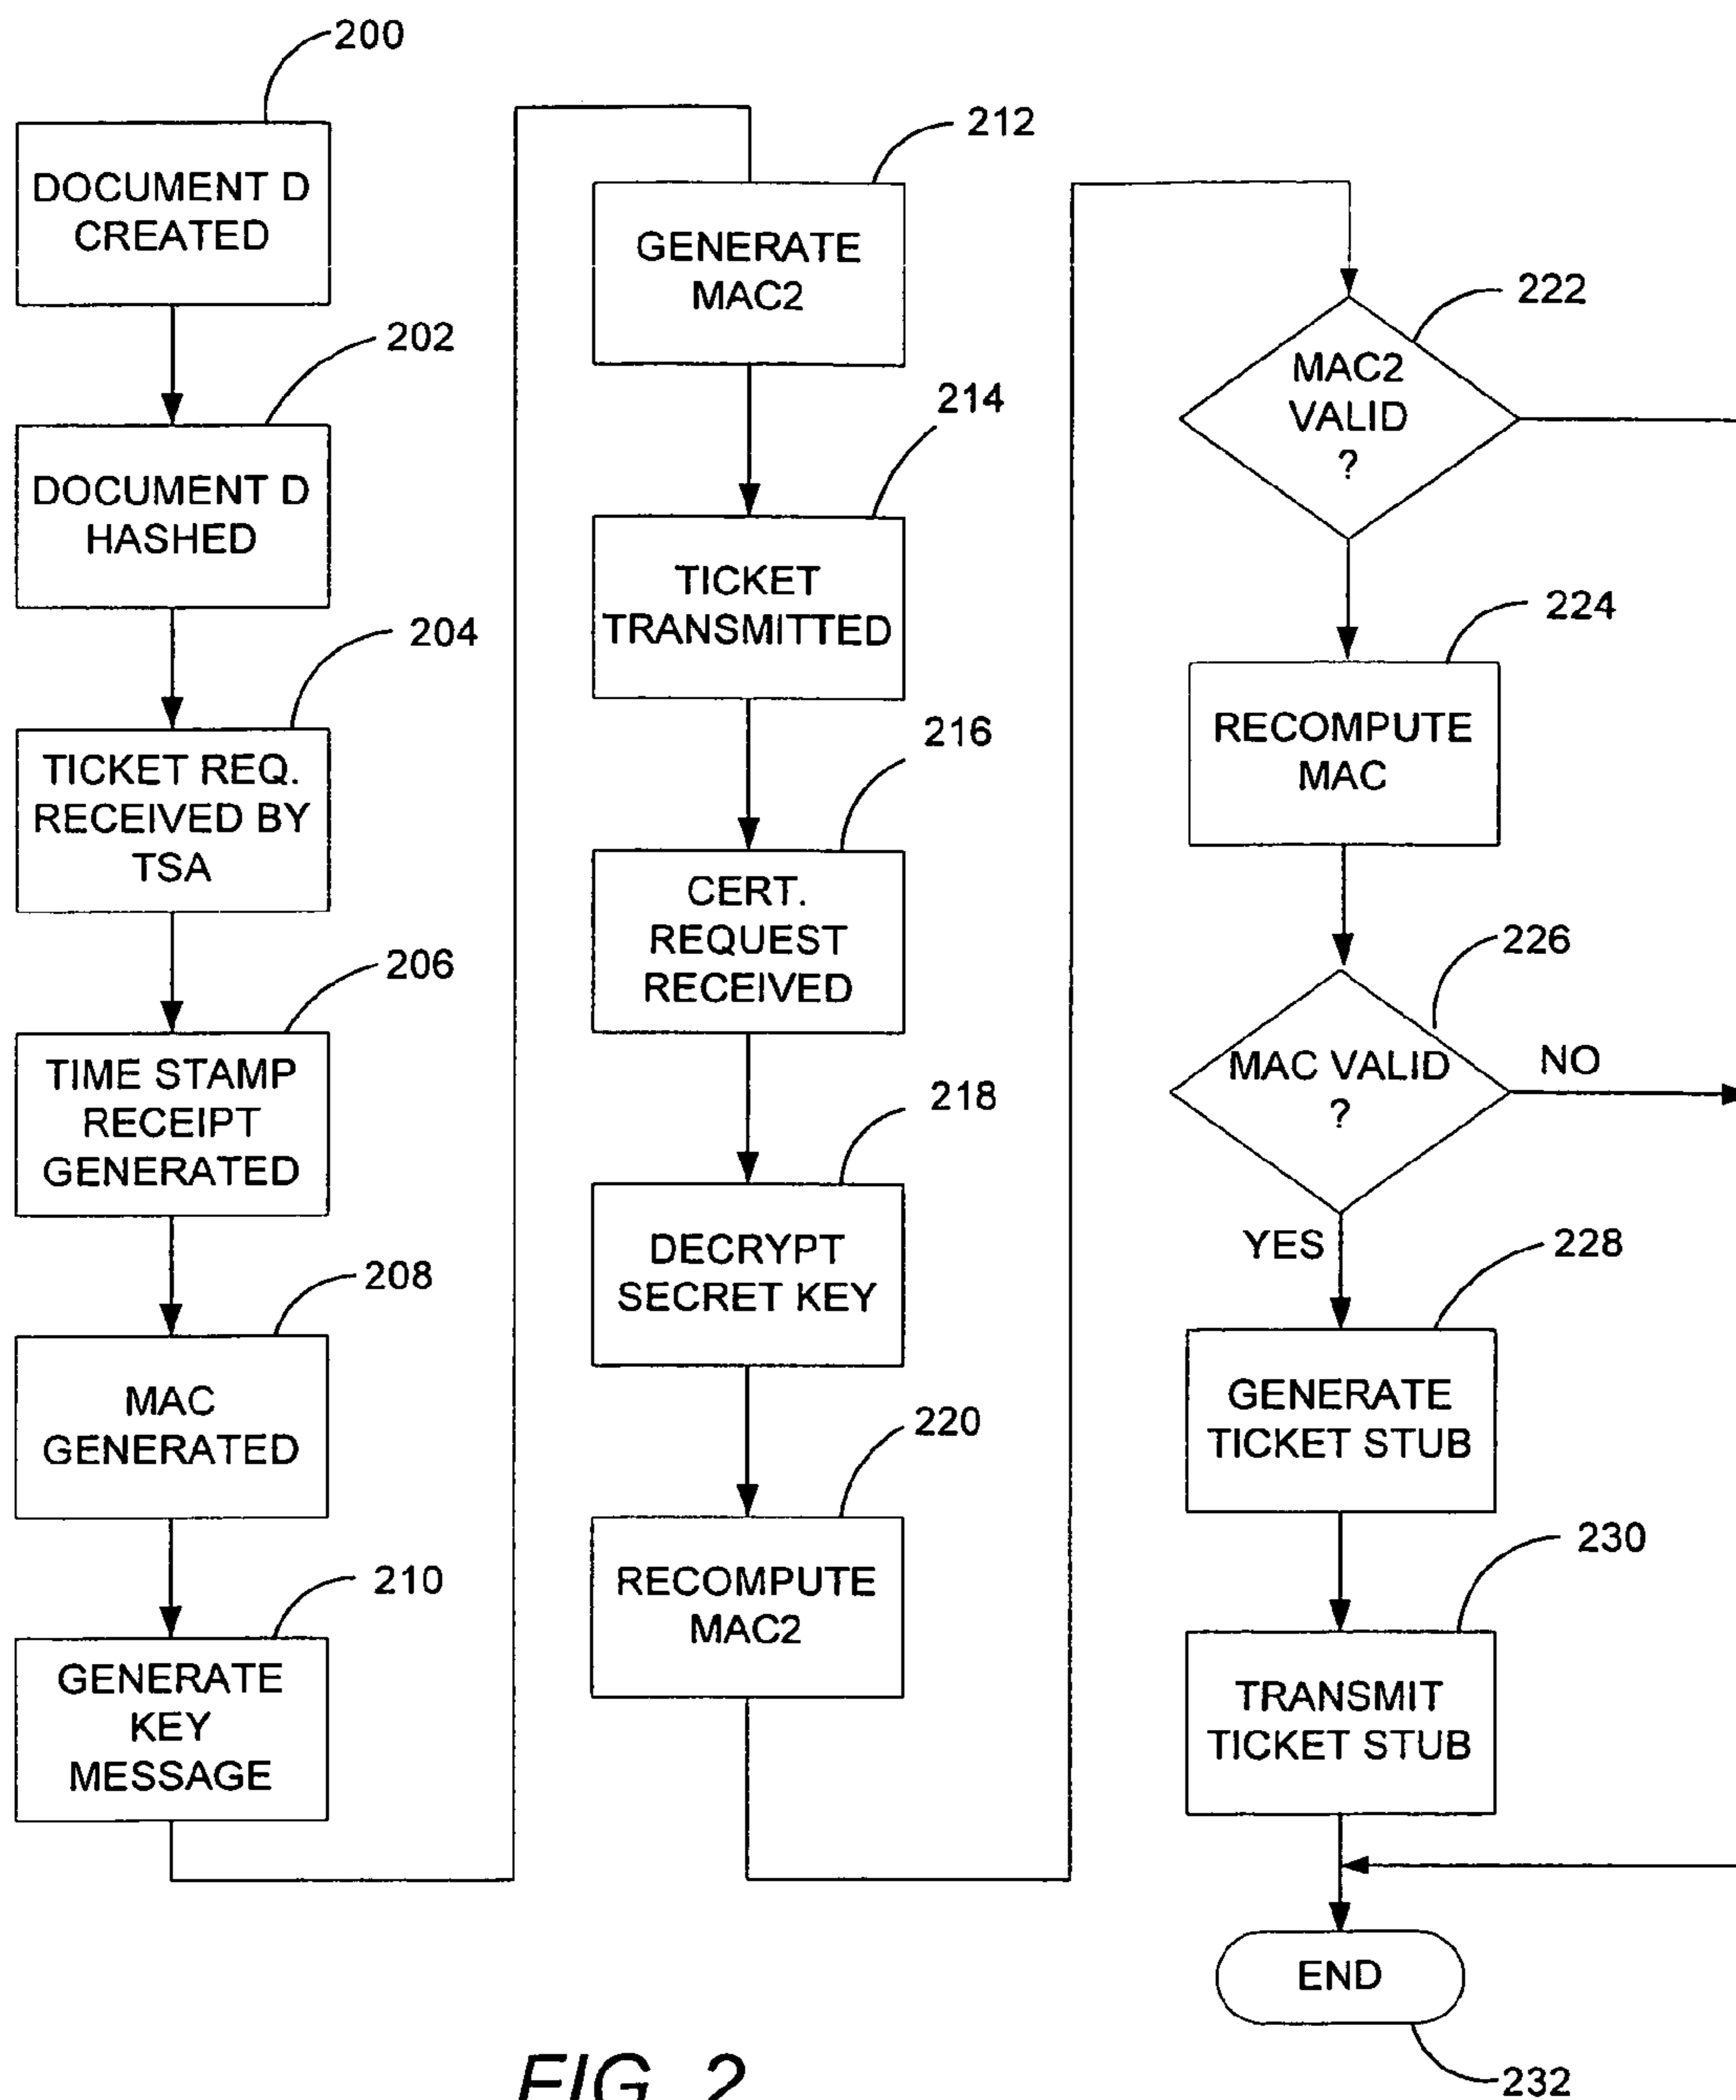 200
DOCUMENT D
CREATED
202
DOCUMENT D
HASHED
204
TICKET REQ.
RECEIVED BY
TSA
206
TIME STAMP
RECEIPT
GENERATED
208
MAC
GENERATED
210
GENERATE
KEY
MESSAGE
212
GENERATE
MAC2
214
TICKET
TRANSMITTED
216
CERT.
REQUEST
RECEIVED
218
DECRYPT
SECRET KEY
220
RECOMPUTE
MAC2
222
MAC2
VALID
?
224
RECOMPUTE
MAC
226
MAC VALID
?
NO
YES
228
GENERATE
TICKET STUB
230
TRANSMIT
TICKET STUB
END
232
FIG. 2